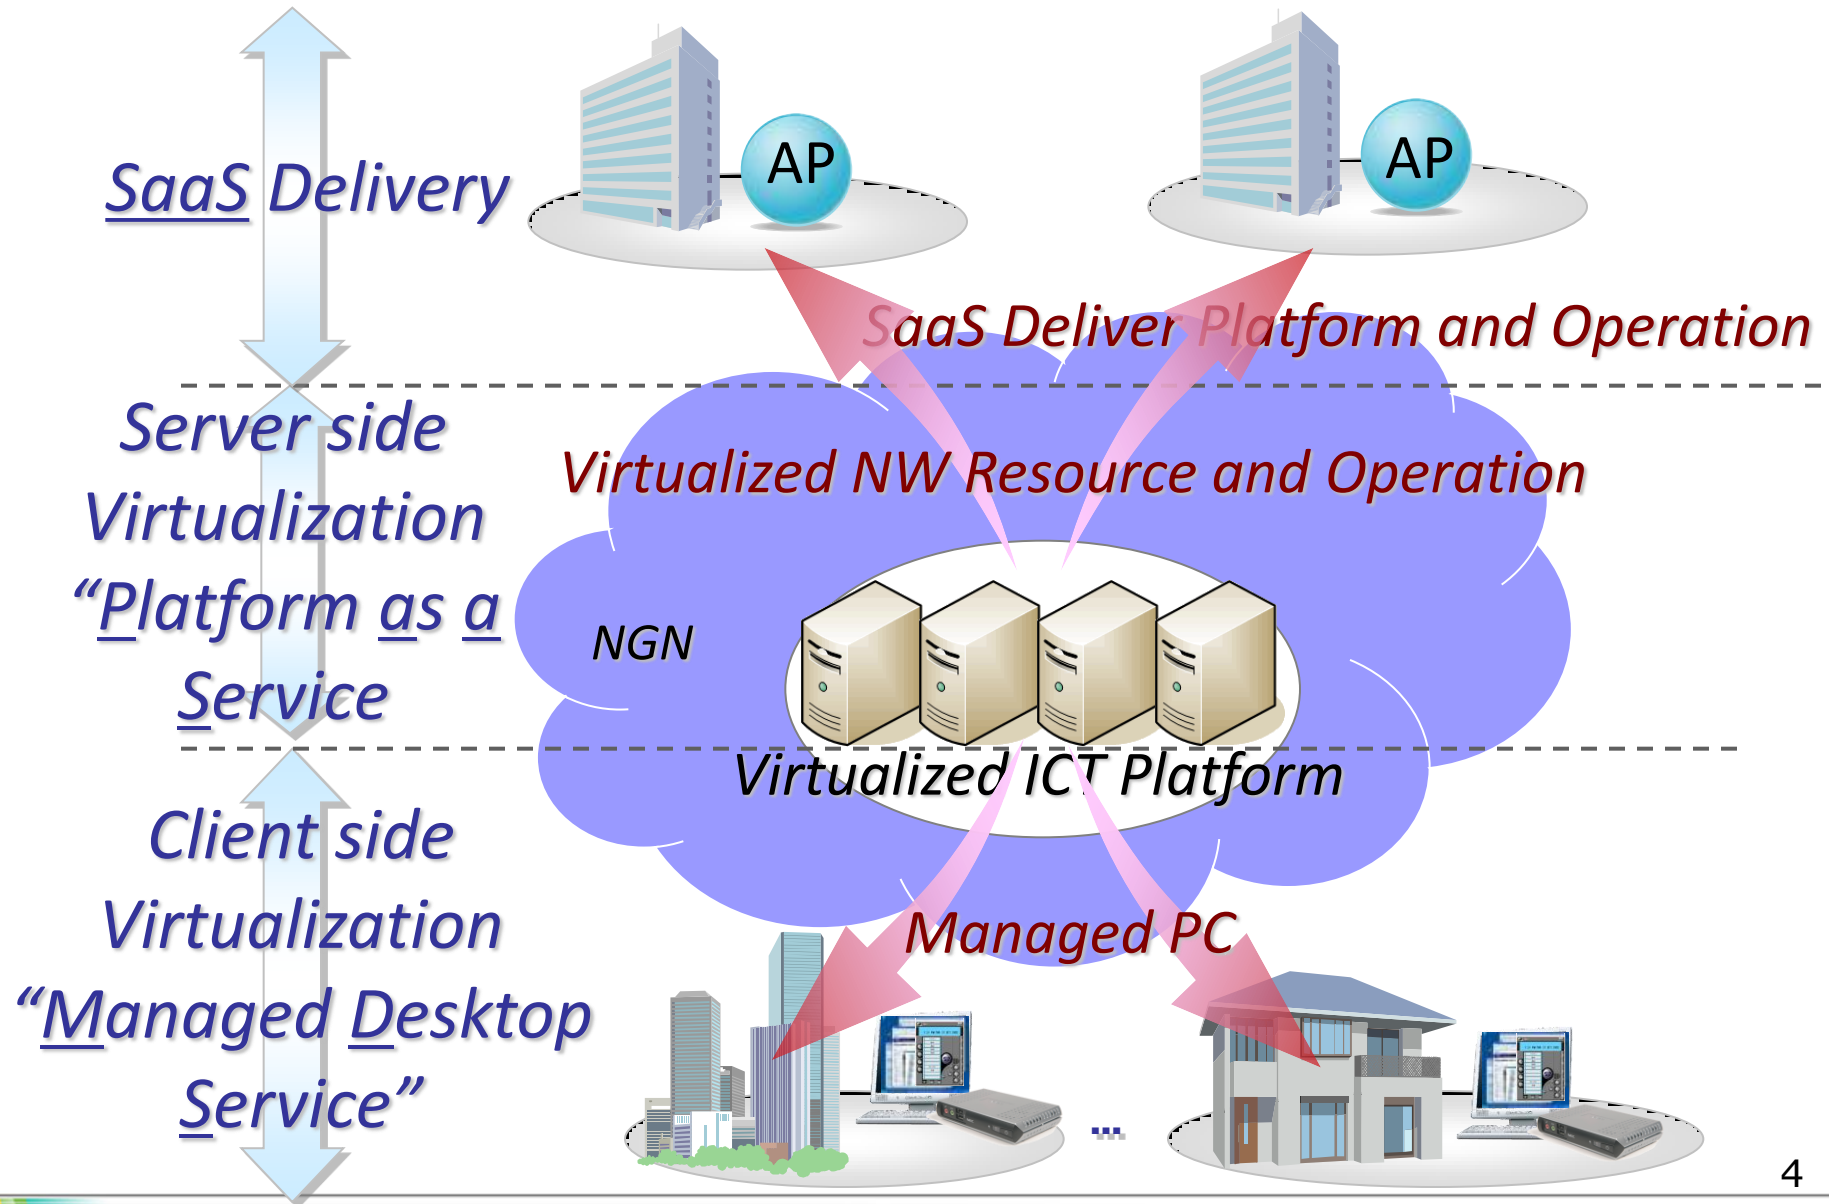 AP
AP
SaaS Delivery
SaaS Deliver Platform and Operation
Server side
Virtualization
“Platform as a
Service
Virtualized NW Resource and Operation
NGN
Virtualized ICT Platform
Client side
Virtualization
“Managed Desktop
Service”
Managed PC
...
4